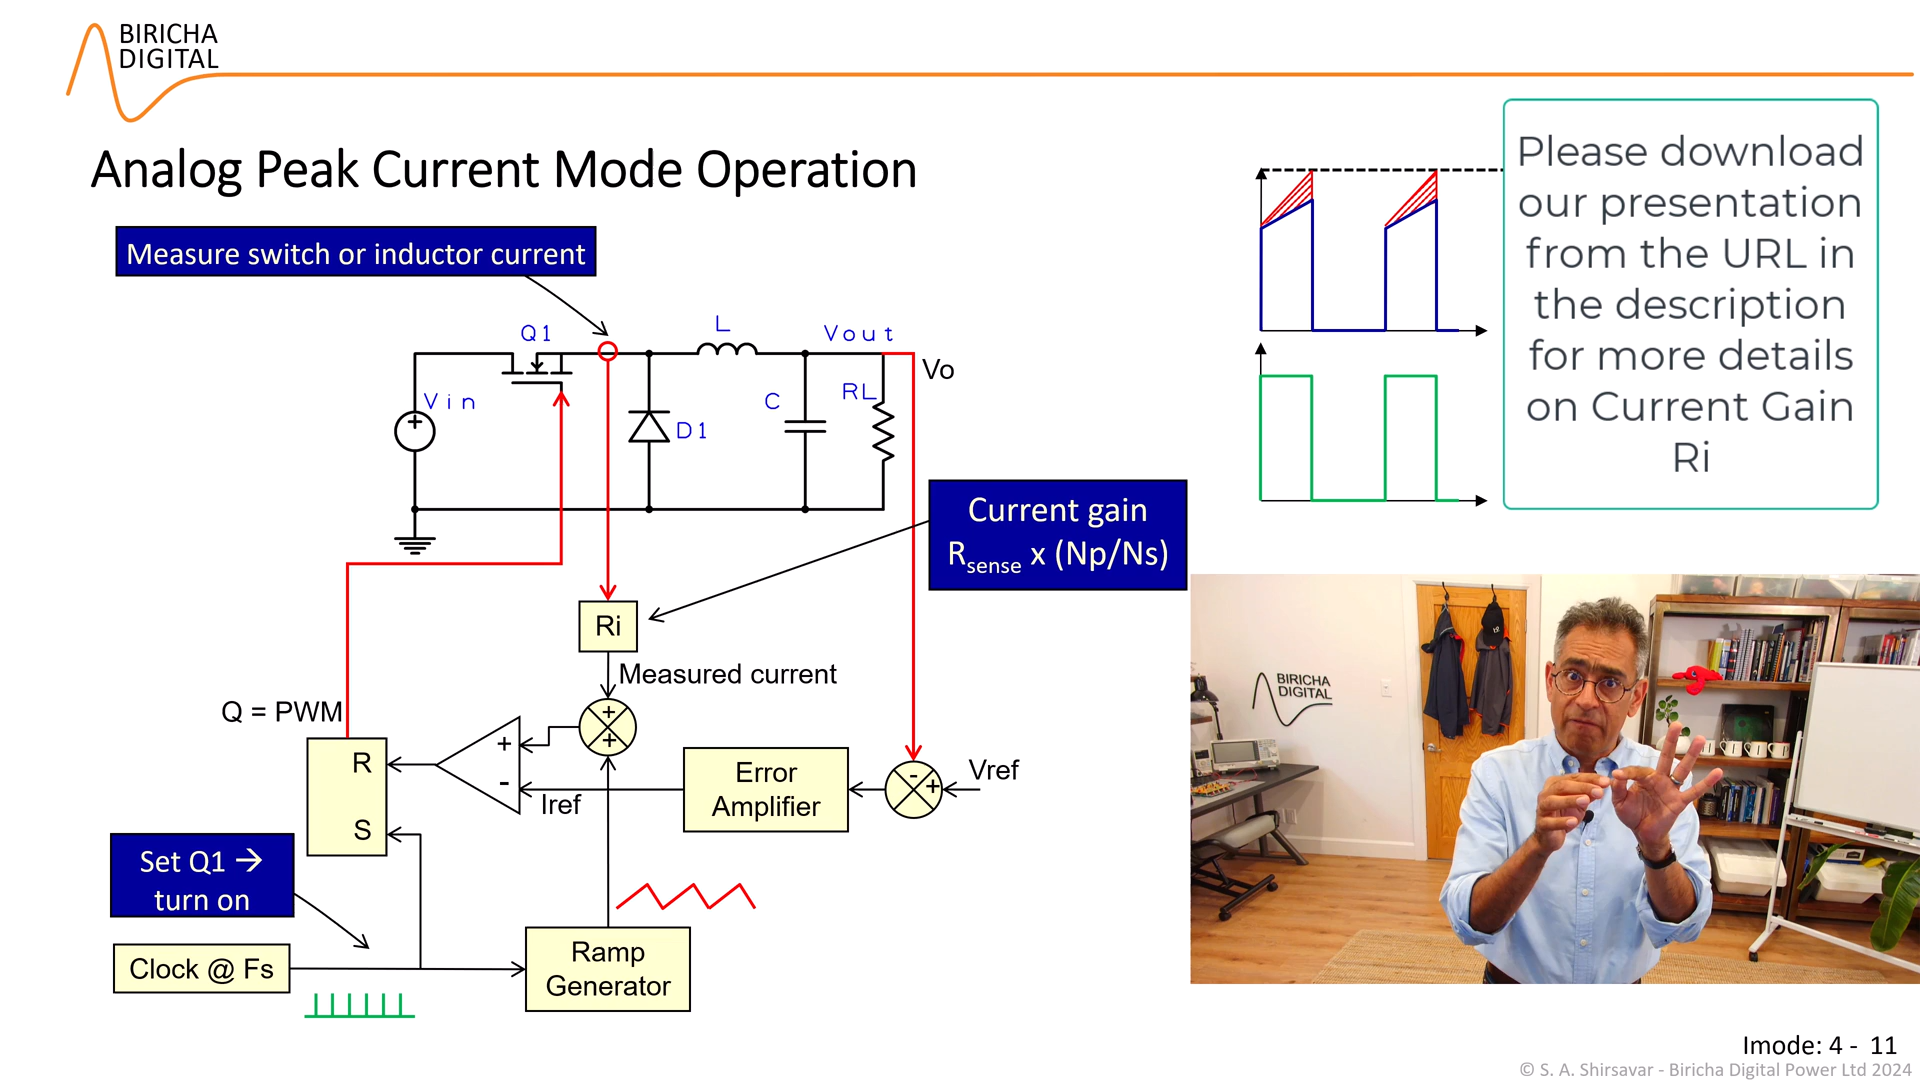 BIRICHA
DIGITAL
Analog Peak Current Mode Operation
Measure switch or inductor current
Q1
L
Vout
Vo
Vin
D1
C
RL
Current gain
Rsense x (Np/Ns)
Ri
Measured current
+
+
Q = PWM
R
S
+
-
Iref
Error
Amplifier
-
+
Vref
Set Q1 →
turn on
Clock @ Fs
Ramp
Generator
Please download
our presentation
from the URL in
the description
for more details
on Current Gain
Ri
BIRICHA
DIGITAL
Imode: 4 - 11
© S. A. Shirsavar - Biricha Digital Power Ltd 2024